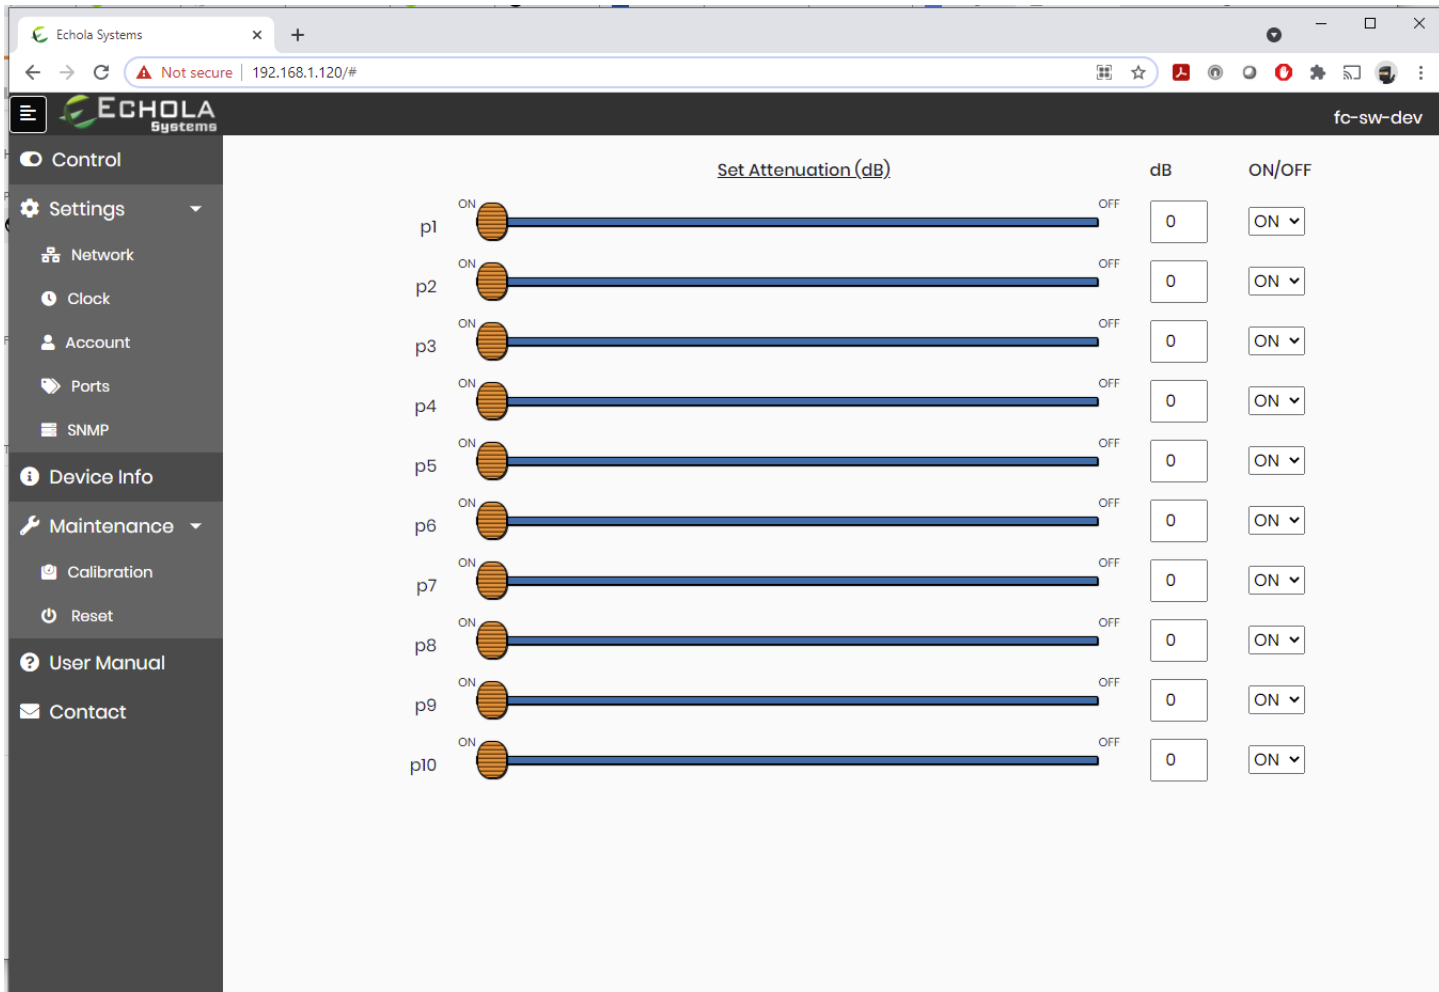 Echola Systems
Not secure | 192.168.1.120/#
ECHOLA
Systems
fc-sw-dev
Control
Settings
Network
Clock
Account
Ports
SNMP
Device Info
Maintenance
Calibration
Reset
User Manual
Contact
Set Attenuation (dB) dB ON/OFF
p1 ON OFF 0 ON
p2 ON OFF 0 ON
p3 ON OFF 0 ON
p4 ON OFF 0 ON
p5 ON OFF 0 ON
p6 ON OFF 0 ON
p7 ON OFF 0 ON
p8 ON OFF 0 ON
p9 ON OFF 0 ON
p10 ON OFF 0 ON